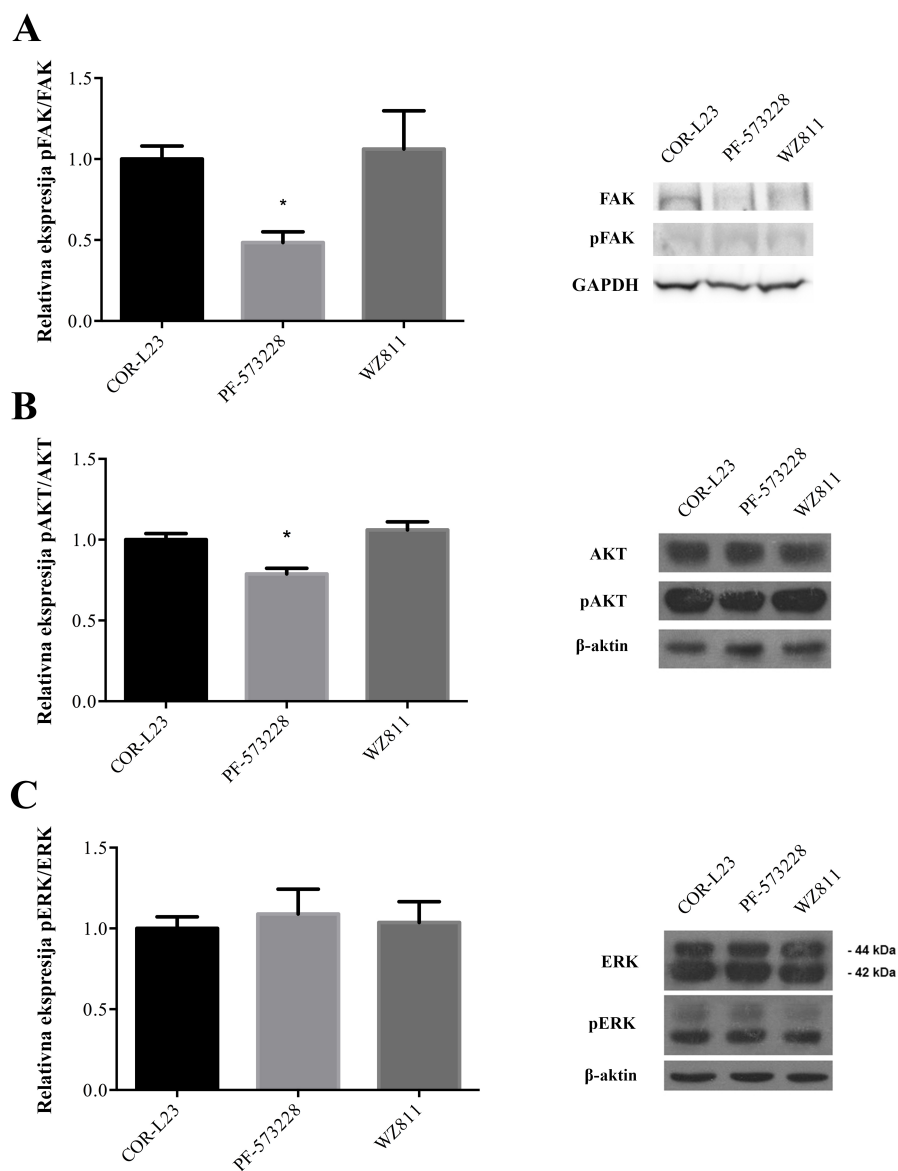 A
Relativna ekspresija pFAK/FAK
1.5
1.0
0.5
0.0
*
COR-L23
PF-573228
WZ811
COR-L23
PF-573228
WZ811
FAK
pFAK
GAPDH
B
Relativna ekspresija pAKT/AKT
1.5
1.0
0.5
0.0
*
COR-L23
PF-573228
WZ811
COR-L23
PF-573228
WZ811
AKT
pAKT
β-aktin
C
Relativna ekspresija pERK/ERK
1.5
1.0
0.5
0.0
COR-L23
PF-573228
WZ811
COR-L23
PF-573228
WZ811
ERK
- 44 kDa
- 42 kDa
pERK
β-aktin